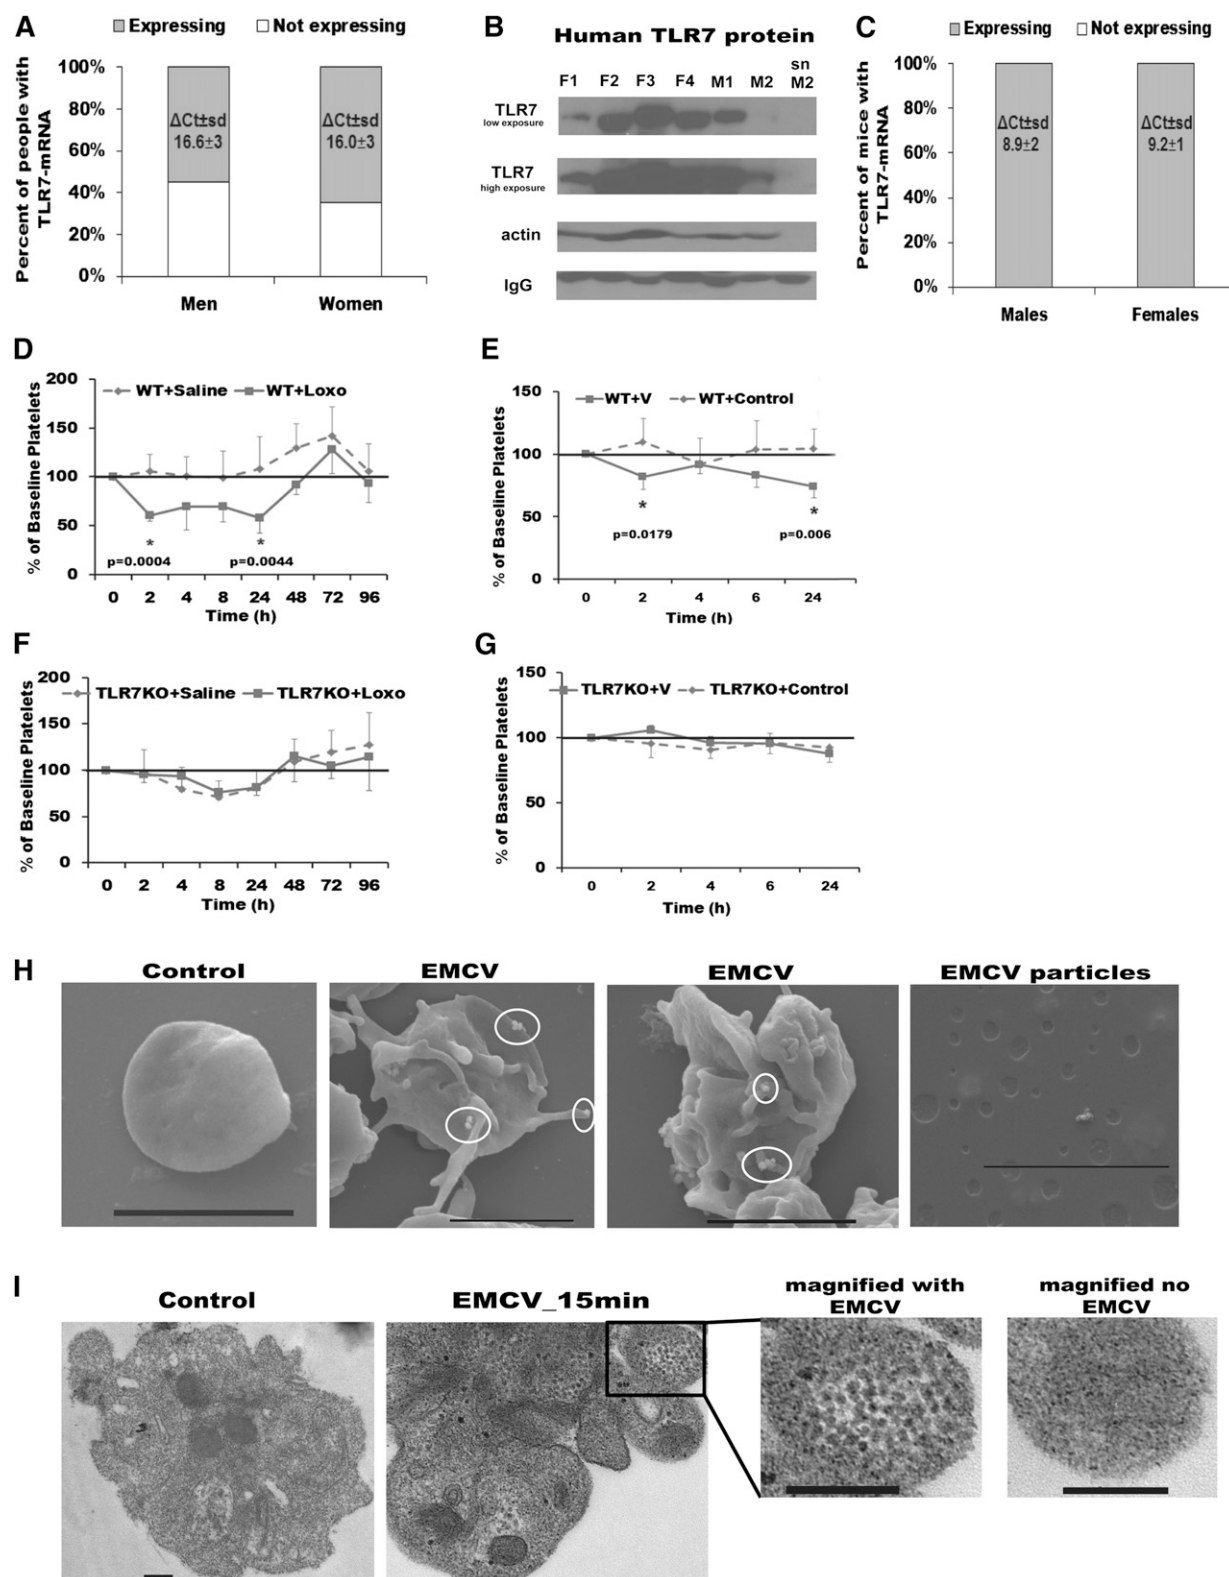 A
Expressing
Not expressing
Percent of people with
TLR7-mRNA
100%
80%
60%
40%
20%
0%
ΔCt±sd
16.6±3
ΔCt±sd
16.0±3
Men
Women
B
Human TLR7 protein
F1 F2 F3 F4 M1 M2 sn M2
TLR7
low exposure
TLR7
high exposure
actin
IgG
C
Expressing
Not expressing
Percent of mice with
TLR7-mRNA
100%
80%
60%
40%
20%
0%
ΔCt±sd
8.9±2
ΔCt±sd
9.2±1
Males
Females
D
% of Baseline Platelets
200
150
100
50
0
WT+Saline
WT+Loxo
*
p=0.0004
*
p=0.0044
0 2 4 8 24 48 72 96
Time (h)
E
% of Baseline Platelets
150
100
50
0
WT+V
WT+Control
*
p=0.0179
*
p=0.006
0 2 4 6 24
Time (h)
F
% of Baseline Platelets
200
150
100
50
0
TLR7KO+Saline
TLR7KO+Loxo
0 2 4 8 24 48 72 96
Time (h)
G
% of Baseline Platelets
150
100
50
0
TLR7KO+V
TLR7KO+Control
0 2 4 6 24
Time (h)
H
Control
EMCV
EMCV
EMCV particles
I
Control
EMCV_15min
magnified with
EMCV
magnified no
EMCV